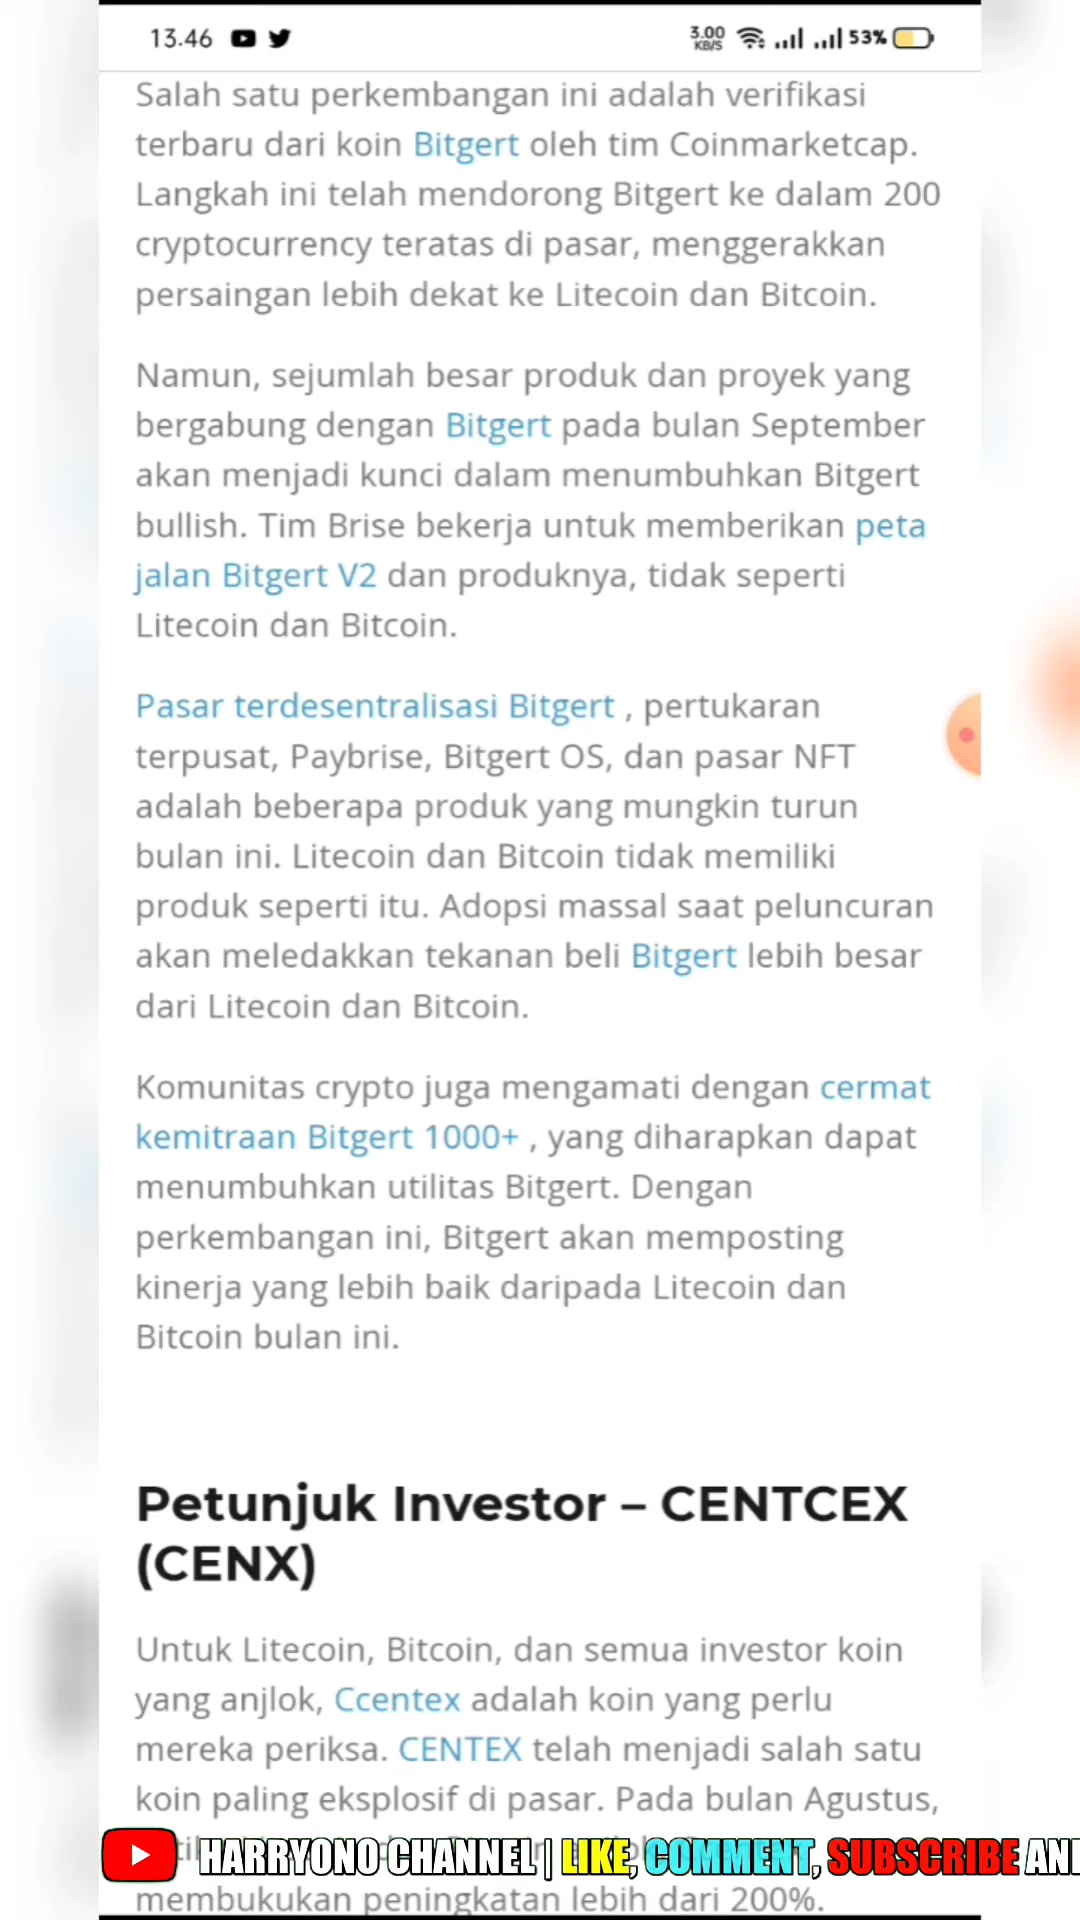 13.46
3.00
KB/S
53%
Salah satu perkembangan ini adalah verifikasi
terbaru dari koin Bitgert oleh tim Coinmarketcap.
Langkah ini telah mendorong Bitgert ke dalam 200
cryptocurrency teratas di pasar, menggerakkan
persaingan lebih dekat ke Litecoin dan Bitcoin.
Namun, sejumlah besar produk dan proyek yang
bergabung dengan Bitgert pada bulan September
akan menjadi kunci dalam menumbuhkan Bitgert
bullish. Tim Brise bekerja untuk memberikan peta
jalan Bitgert V2 dan produknya, tidak seperti
Litecoin dan Bitcoin.
Pasar terdesentralisasi Bitgert , pertukaran
terpusat, Paybrise, Bitgert OS, dan pasar NFT
adalah beberapa produk yang mungkin turun
bulan ini. Litecoin dan Bitcoin tidak memiliki
produk seperti itu. Adopsi massal saat peluncuran
akan meledakkan tekanan beli Bitgert lebih besar
dari Litecoin dan Bitcoin.
Komunitas crypto juga mengamati dengan cermat
kemitraan Bitgert 1000+ , yang diharapkan dapat
menumbuhkan utilitas Bitgert. Dengan
perkembangan ini, Bitgert akan memposting
kinerja yang lebih baik daripada Litecoin dan
Bitcoin bulan ini.
Petunjuk Investor – CENTCEX
(CENX)
Untuk Litecoin, Bitcoin, dan semua investor koin
yang anjlok, Ccentex adalah koin yang perlu
mereka periksa. CENTEX telah menjadi salah satu
koin paling eksplosif di pasar. Pada bulan Agustus,
HARRYONO CHANNEL | LIKE, COMMENT, SUBSCRIBE AN
membukukan peningkatan lebih dari 200%.